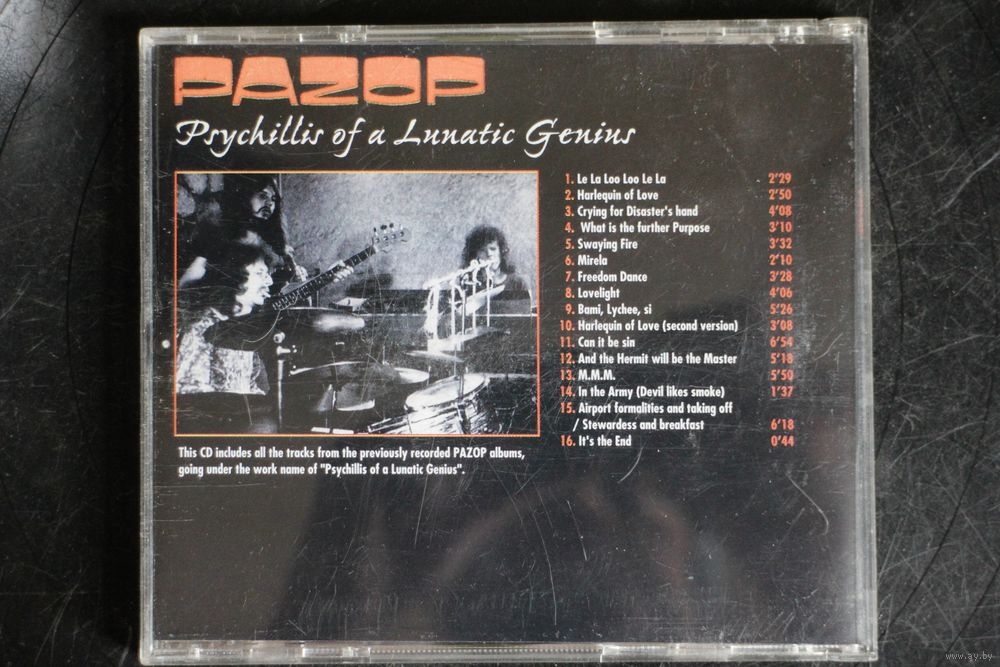 PAZOP
Psychillis of a Lunatic Genius
1. Le La Loo Loo Le La 2'29
2. Harlequin of Love 2'50
3. Crying for Disaster's hand 4'08
4. What is the further Purpose 3'10
5. Swaying Fire 3'32
6. Mirela 2'10
7. Freedom Dance 3'28
8. Lovelight 4'06
9. Bami, Lychee, si 5'26
10. Harlequin of Love (second version) 3'08
11. Can it be sin 6'54
12. And the Hermit will be the Master 5'18
13. M.M.M. 5'50
14. In the Army (Devil likes smoke) 1'37
15. Airport formalities and taking off
/ Stewardess and breakfast 6'18
16. It's the End 0'44
This CD includes all the tracks from the previously recorded PAZOP albums,
going under the work name of "Psychillis of a Lunatic Genius".
www.ay.by